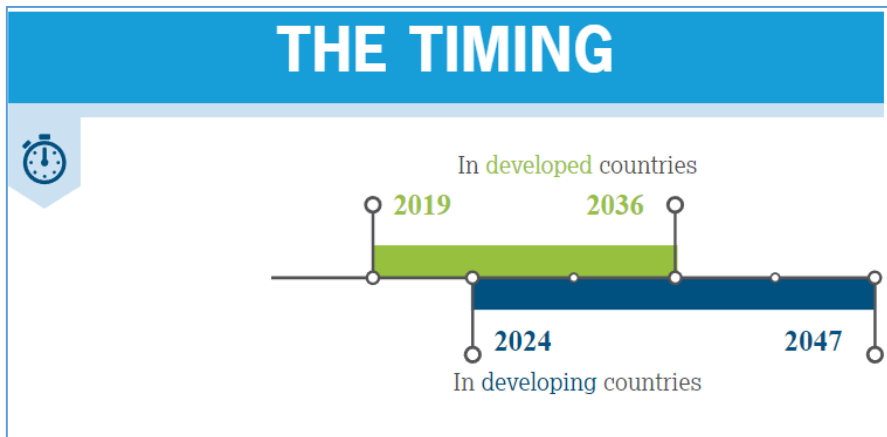 THE TIMING
In developed countries
2019 2036
2024 2047
In developing countries